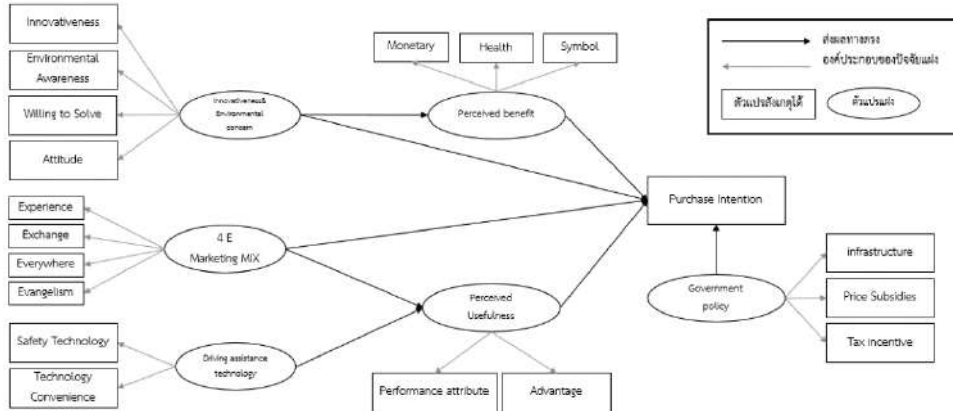 Innovativeness
Environmental
Awareness
Willing to Solve
Attitude
Innovativeness&
Environmental
concern
Monetary
Health
Symbol
Perceived benefit
ส่งผลทางตรง
องค์ประกอบของปัจจัยแฝง
ตัวแปรสังเกตุได้
ตัวแปรแฝง
Experience
Exchange
Everywhere
Evangelism
4 E
Marketing MIX
Purchase Intention
Safety Technology
Technology
Convenience
Driving assistance
technology
Perceived
Usefulness
Performance attribute
Advantage
Government
policy
infrastructure
Price Subsidies
Tax incentive